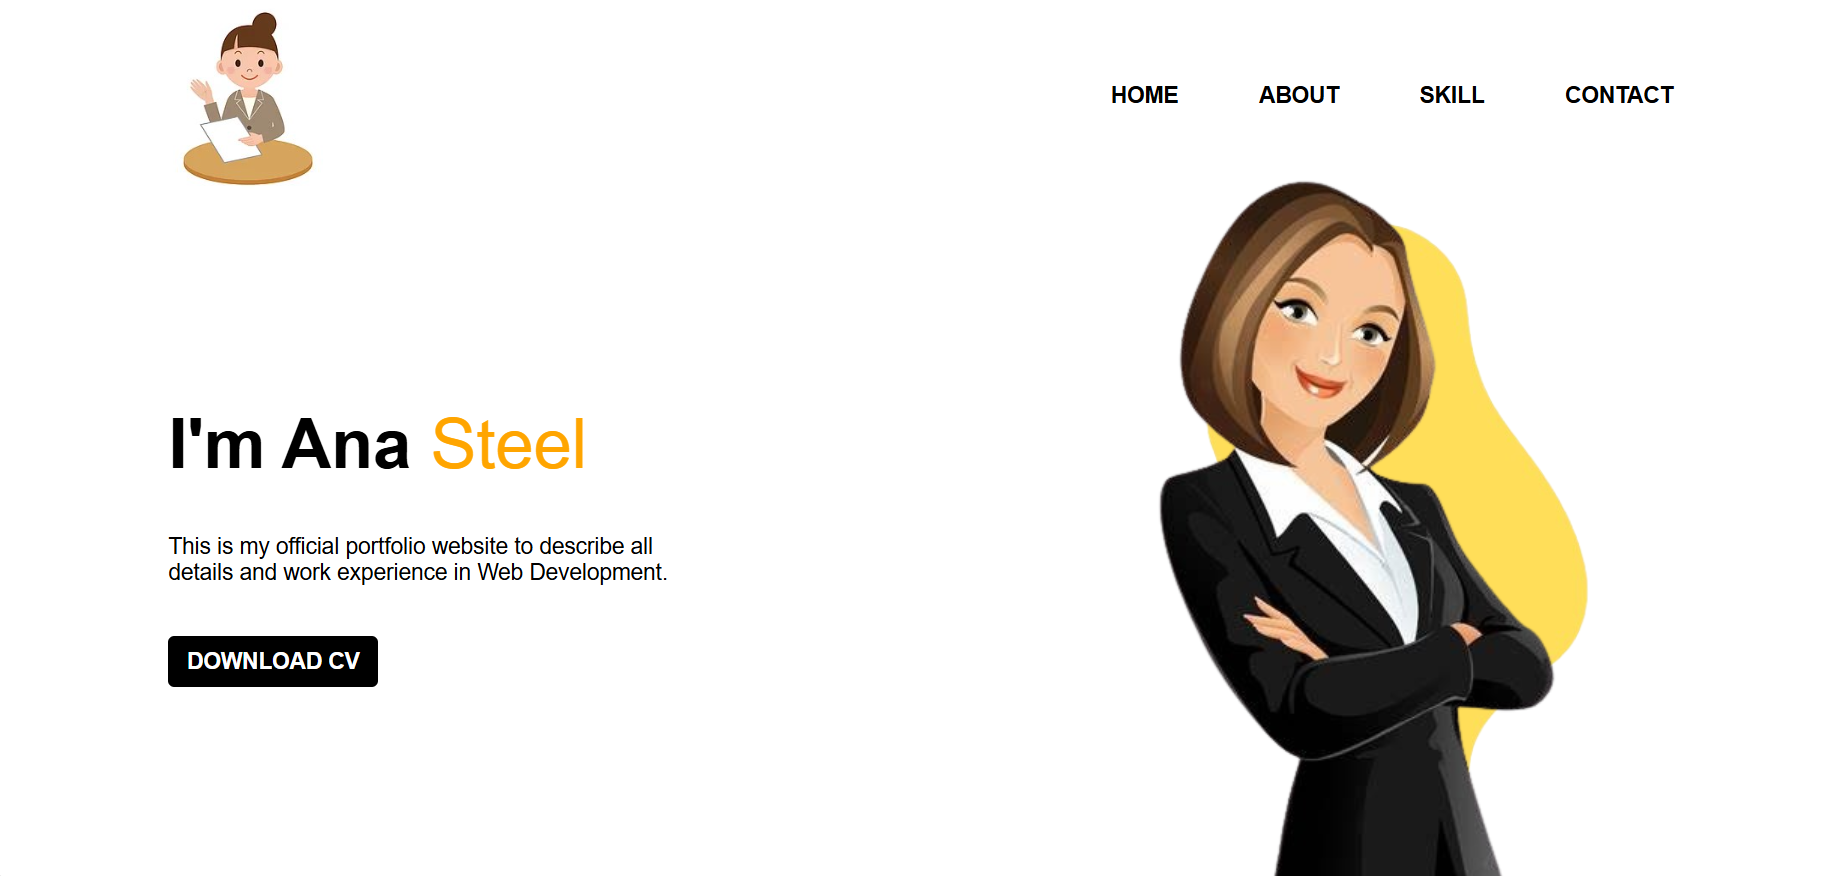 HOME ABOUT SKILL CONTACT
I'm Ana Steel
This is my official portfolio website to describe all
details and work experience in Web Development.
DOWNLOAD CV